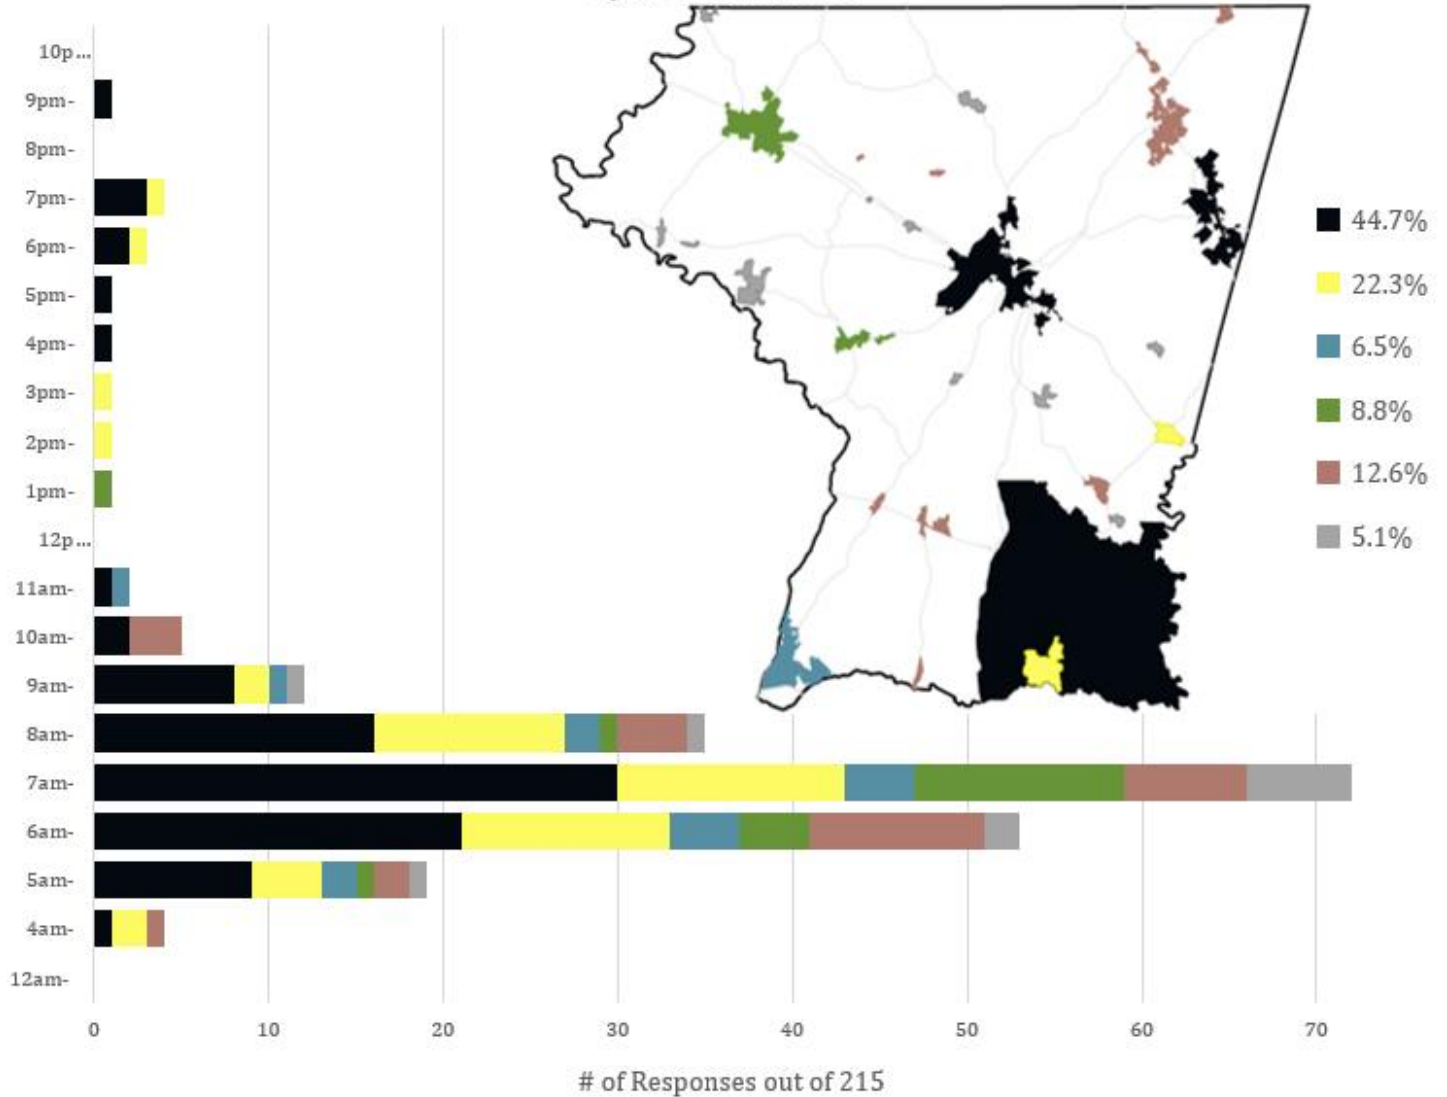 10p...
9pm-
8pm-
7pm-
6pm-
5pm-
4pm-
3pm-
2pm-
1pm-
12p...
11am-
10am-
9am-
8am-
7am-
6am-
5am-
4am-
12am-
0 10 20 30 40 50 60 70
# of Responses out of 215
44.7%
22.3%
6.5%
8.8%
12.6%
5.1%